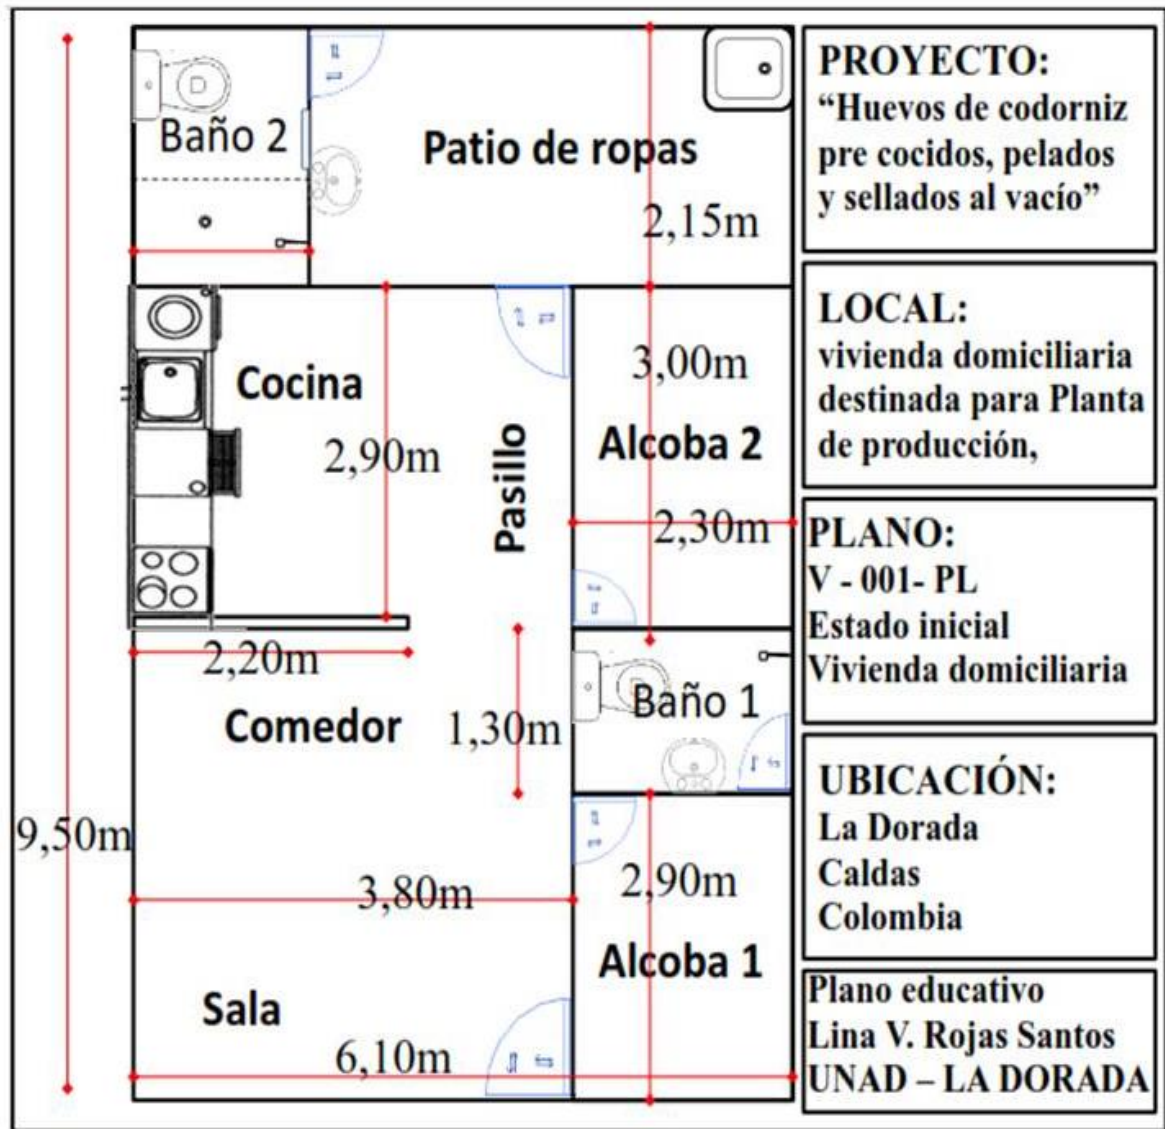 Baño 2
Patio de ropas
2,15m
Cocina
2,90m
Pasillo
3,00m
Alcoba 2
2,30m
2,20m
Comedor
1,30m
Baño 1
9,50m
3,80m
2,90m
Alcoba 1
Sala
6,10m
PROYECTO:
“Huevos de codorniz
pre cocidos, pelados
y sellados al vacío”
LOCAL:
vivienda domiciliaria
destinada para Planta
de producción,
PLANO:
V - 001- PL
Estado inicial
Vivienda domiciliaria
UBICACIÓN:
La Dorada
Caldas
Colombia
Plano educativo
Lina V. Rojas Santos
UNAD – LA DORADA